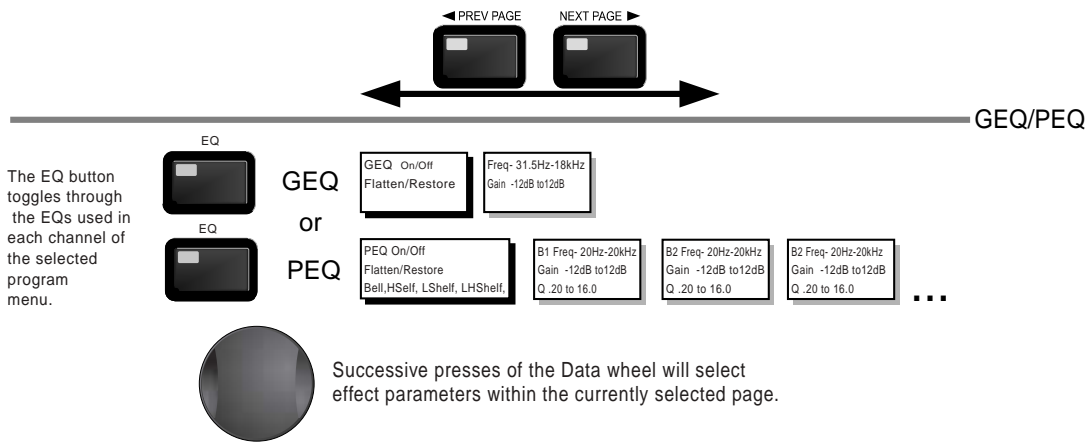 ◄ PREV PAGE NEXT PAGE ►
GEQ/PEQ
EQ
The EQ button
toggles through
the EQs used in
each channel of
the selected
program
menu.
GEQ
GEQ On/Off
Flatten/Restore
Freq- 31.5Hz-18kHz
Gain -12dB to12dB
or
EQ
PEQ
PEQ On/Off
Flatten/Restore
Bell,HSelf, LShelf, LHShelf,
B1 Freq- 20Hz-20kHz
Gain -12dB to12dB
Q .20 to 16.0
B2 Freq- 20Hz-20kHz
Gain -12dB to12dB
Q .20 to 16.0
B2 Freq- 20Hz-20kHz
Gain -12dB to12dB
Q .20 to 16.0
...
Successive presses of the Data wheel will select
effect parameters within the currently selected page.